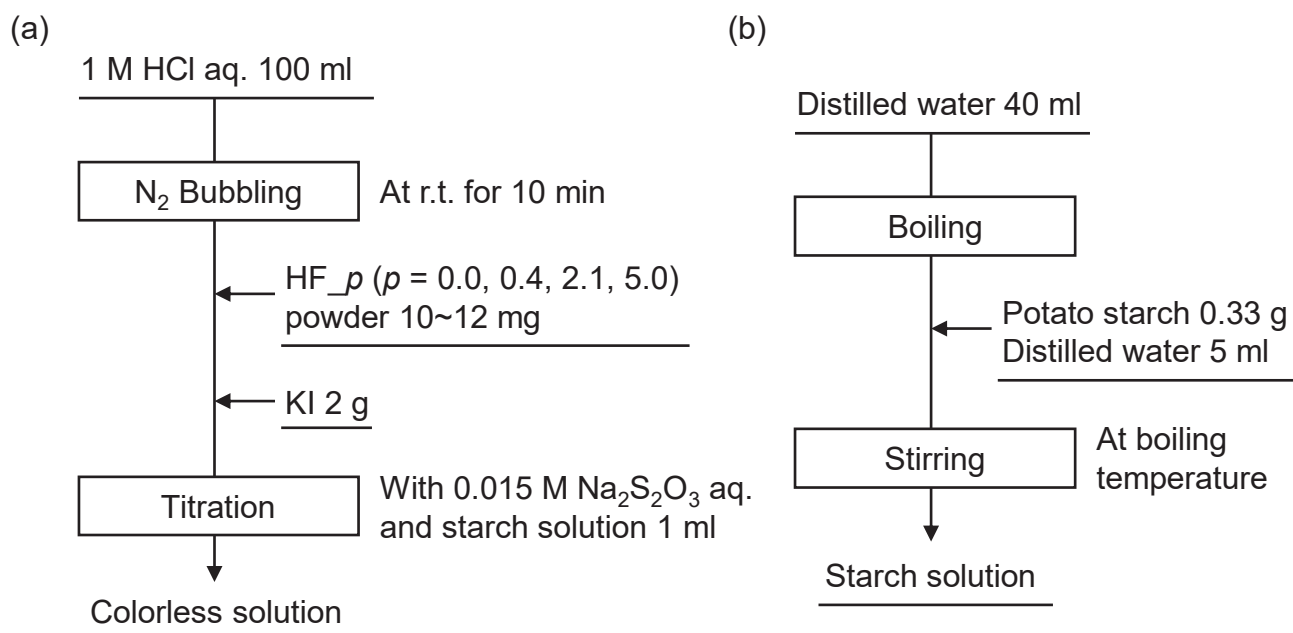 (a)
1 M HCl aq. 100 ml
N2 Bubbling
At r.t. for 10 min
HF_p (p = 0.0, 0.4, 2.1, 5.0)
powder 10~12 mg
KI 2 g
Titration
With 0.015 M Na2S2O3 aq.
and starch solution 1 ml
Colorless solution
(b)
Distilled water 40 ml
Boiling
Potato starch 0.33 g
Distilled water 5 ml
Stirring
At boiling
temperature
Starch solution